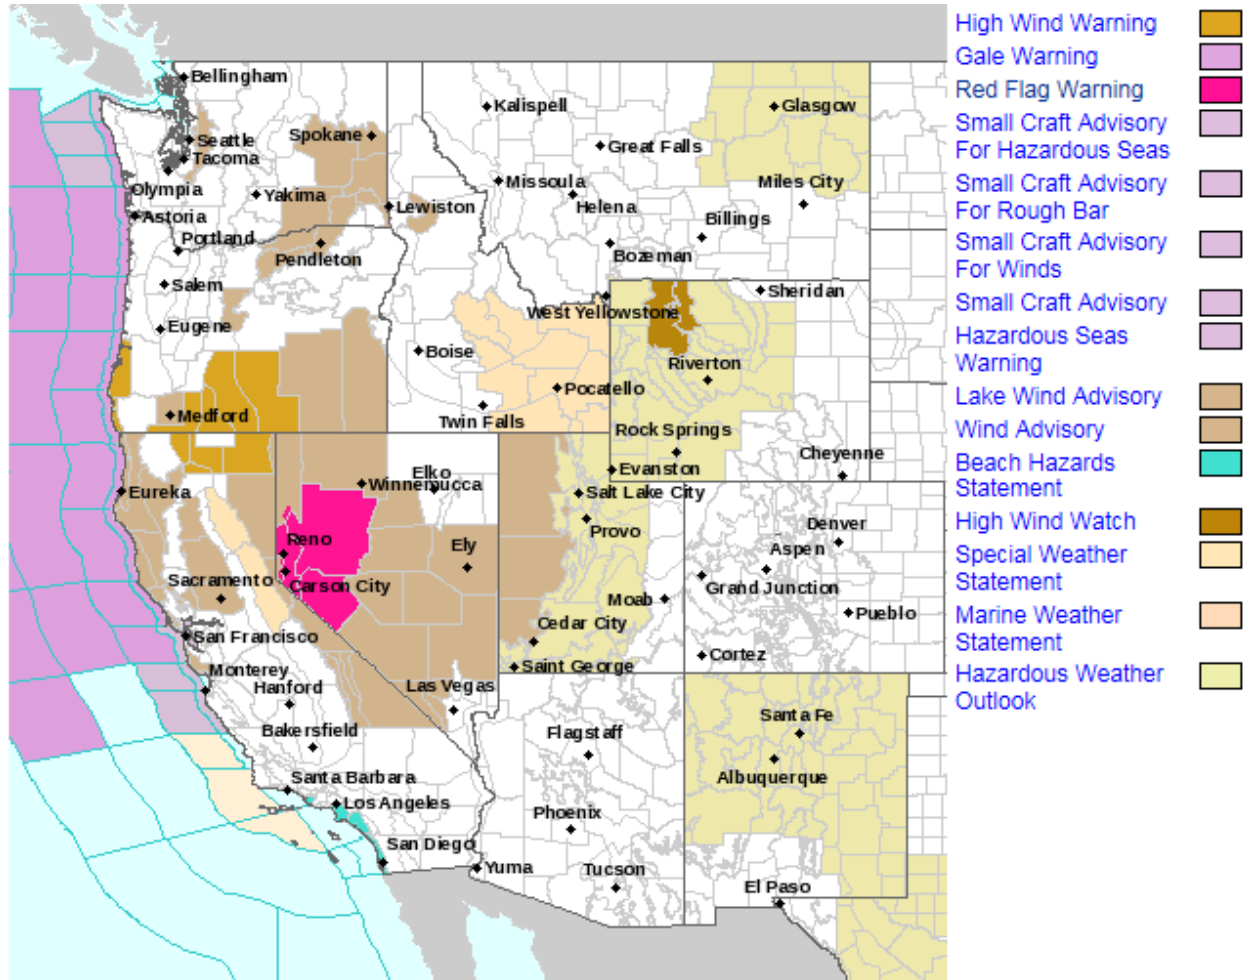 Bellingham
Kalispell
Glasgow
Seattle
Spokane
Great Falls
Tacoma
Missoula
Miles City
Olympia
Yakima
Lewiston
Helena
Astoria
Billings
Portland
Pendleton
Bozeman
Salem
Sheridan
West Yellowstone
Eugene
Boise
Riverton
Pocatello
Medford
Twin Falls
Rock Springs
Cheyenne
Elko
Evanston
Eureka
Winnemucca
Salt Lake City
Provo
Denver
Reno
Ely
Aspen
Sacramento
Carson City
Grand Junction
Moab
Pueblo
Cedar City
San Francisco
Cortez
Monterey
Saint George
Hanford
Las Vegas
Santa Fe
Bakersfield
Flagstaff
Albuquerque
Santa Barbara
Los Angeles
Phoenix
San Diego
Yuma
Tucson
El Paso
High Wind Warning
Gale Warning
Red Flag Warning
Small Craft Advisory
For Hazardous Seas
Small Craft Advisory
For Rough Bar
Small Craft Advisory
For Winds
Small Craft Advisory
Hazardous Seas
Warning
Lake Wind Advisory
Wind Advisory
Beach Hazards
Statement
High Wind Watch
Special Weather
Statement
Marine Weather
Statement
Hazardous Weather
Outlook